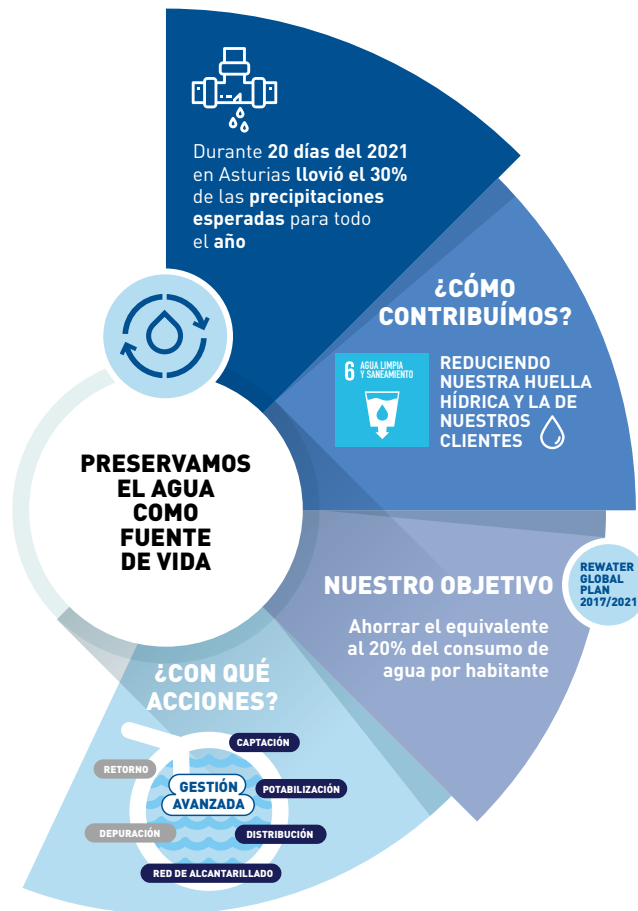 Durante 20 días del 2021
en Asturias llovió el 30%
de las precipitaciones
esperadas para todo
el año
¿CÓMO
CONTRIBUÍMOS?
6 AGUA LIMPIA
Y SANEAMIENTO
REDUCIENDO
NUESTRA HUELLA
HÍDRICA Y LA DE
NUESTROS
CLIENTES
PRESERVAMOS
EL AGUA
COMO
FUENTE
DE VIDA
NUESTRO OBJETIVO
REWATER
GLOBAL
PLAN
2017/2021
Ahorrar el equivalente
al 20% del consumo de
agua por habitante
¿CON QUÉ
ACCIONES?
CAPTACIÓN
RETORNO
GESTIÓN
AVANZADA
POTABILIZACIÓN
DEPURACIÓN
DISTRIBUCIÓN
RED DE ALCANTARILLADO